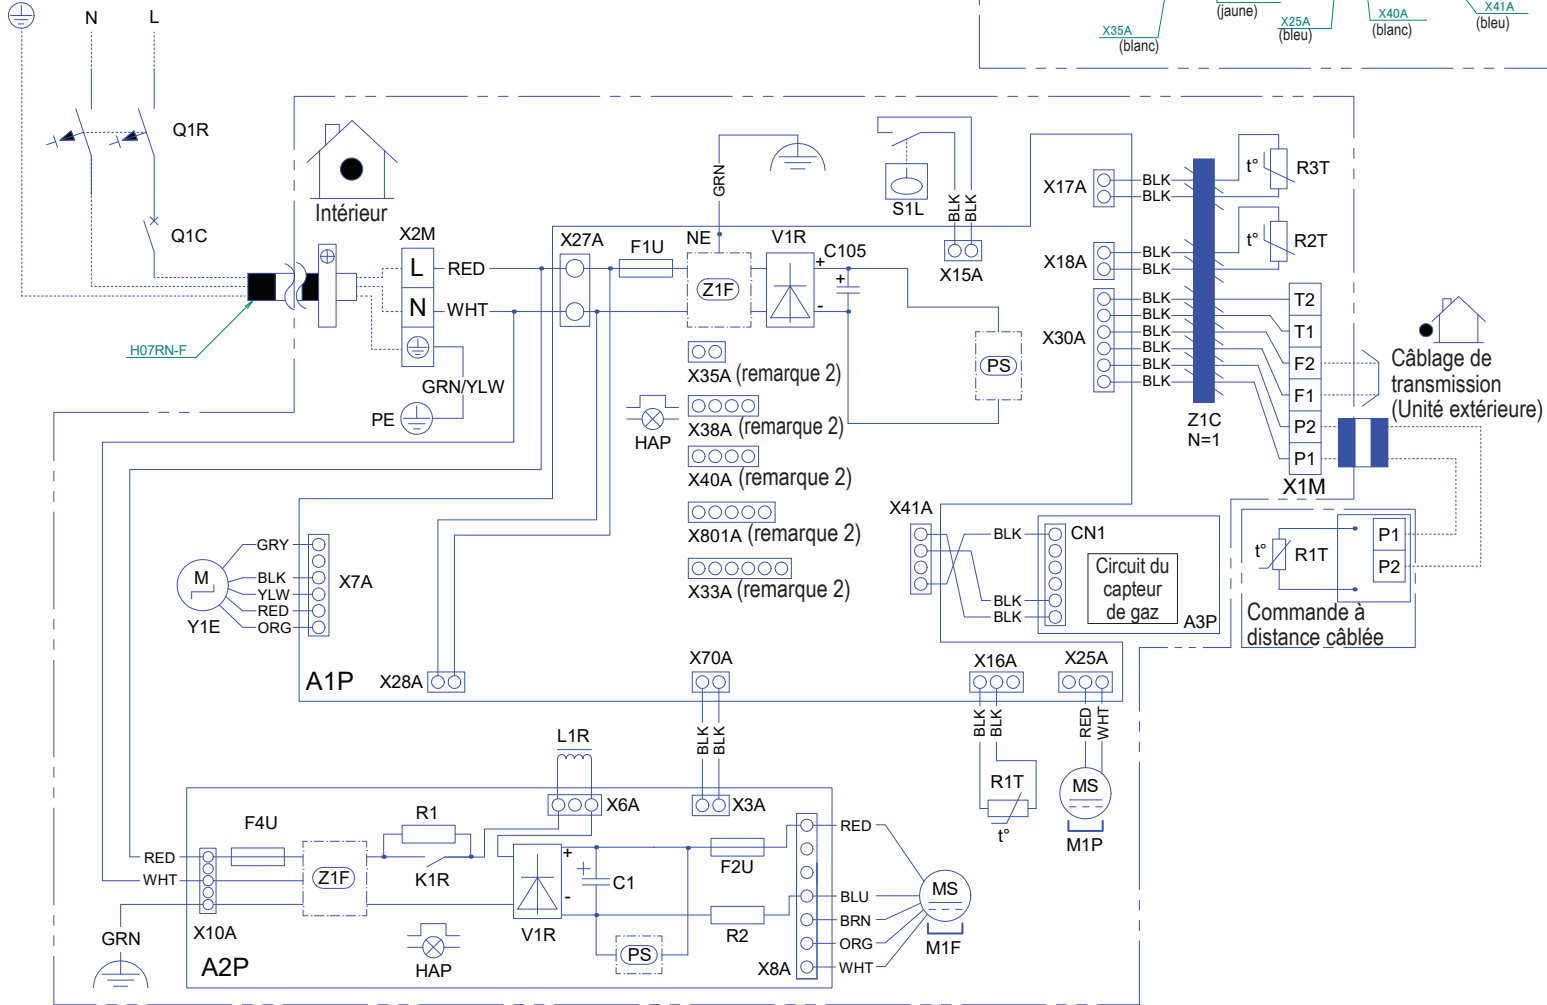 N
L
(jaune)
X35A
(blanc)
X25A
(bleu)
X40A
(blanc)
X41A
(bleu)
Q1R
Q1C
Intérieur
H07RN-F
X2M
L
N
RED
WHT
GRN/YLW
PE
X27A
F1U
NE
GRN
Z1F
V1R
C105
+
-
+
S1L
BLK
BLK
X15A
PS
X35A (remarque 2)
X38A (remarque 2)
X40A (remarque 2)
X801A (remarque 2)
X33A (remarque 2)
HAP
X17A
BLK
BLK
X18A
BLK
BLK
X30A
BLK
BLK
BLK
BLK
BLK
BLK
Z1C
N=1
t°
R3T
t°
R2T
T2
T1
F2
F1
P2
P1
X1M
Câblage de
transmission
(Unité extérieure)
t°
R1T
P1
P2
Commande à
distance câblée
X41A
BLK
BLK
BLK
CN1
Circuit du
capteur
de gaz
A3P
M
Y1E
GRY
BLK
YLW
RED
ORG
X7A
A1P
X28A
X70A
BLK
BLK
X3A
X16A
BLK
BLK
R1T
t°
X25A
RED
WHT
MS
M1P
L1R
X6A
F4U
R1
K1R
RED
WHT
GRN
X10A
Z1F
A2P
HAP
V1R
+
-
+
C1
PS
F2U
R2
X8A
RED
BLU
BRN
ORG
WHT
MS
M1F